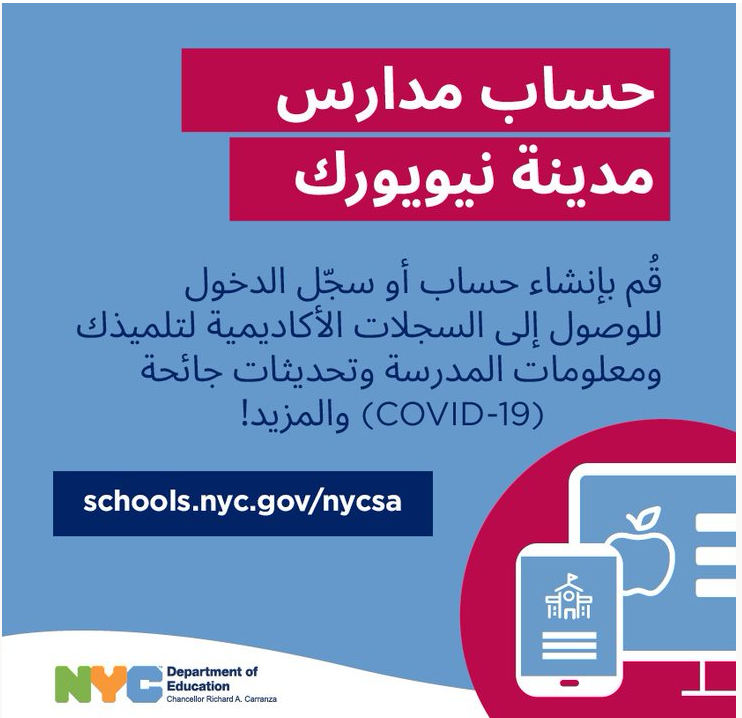 حساب مدارس
مدينة نيويورك
قُم بإنشاء حساب أو سجّل الدخول
للوصول إلى السجلات الأكاديمية لتلميذك
ومعلومات المدرسة وتحديثات جائحة
(COVID-19) والمزيد!
schools.nyc.gov/nycsa
NYC Department of
Education
Chancellor Richard A. Carranza